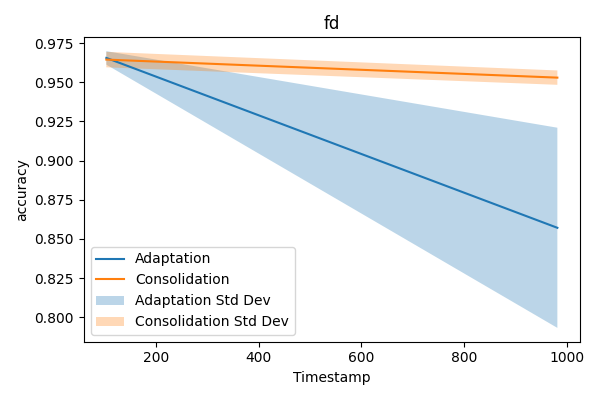 fd
0.975
0.950
0.925
0.900
0.875
0.850
0.825
0.800
accuracy
Adaptation
Consolidation
Adaptation Std Dev
Consolidation Std Dev
200
400
600
800
1000
Timestamp